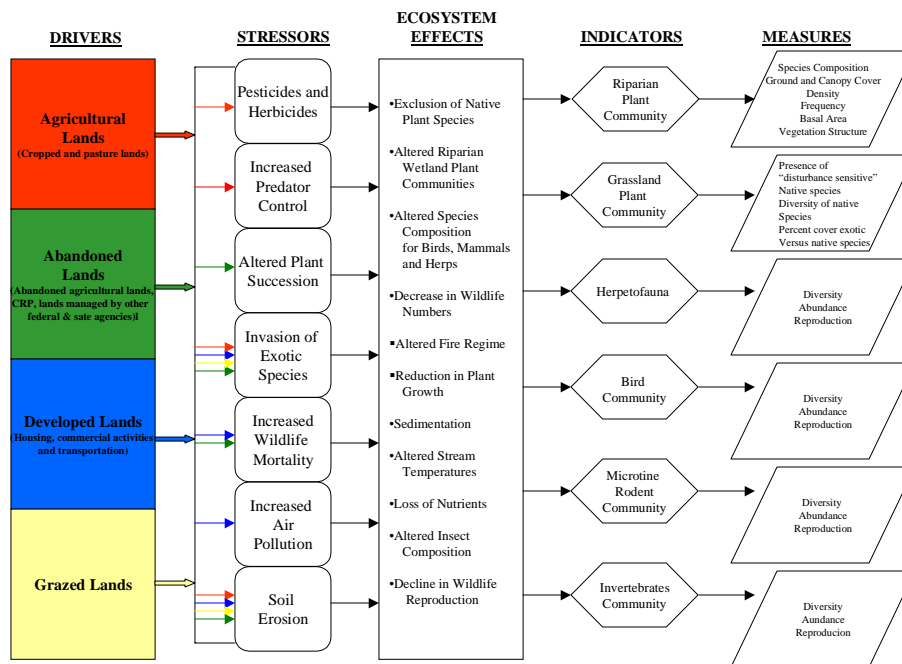 DRIVERS
STRESSORS
ECOSYSTEM
EFFECTS
INDICATORS
MEASURES
Agricultural
Lands
(Cropped and pasture lands)
Abandoned
Lands
(Abandoned agricultural lands,
CRP, lands managed by other
federal & sate agencies)l
Developed Lands
(Housing, commercial activities
and transportation)
Grazed Lands
Pesticides and
Herbicides
Increased
Predator
Control
Altered Plant
Succession
Invasion of
Exotic
Species
Increased
Wildlife
Mortality
Increased
Air
Pollution
Soil
Erosion
•Exclusion of Native
Plant Species
•Altered Riparian
Wetland Plant
Communities
•Altered Species
Composition
for Birds, Mammals
and Herps
•Decrease in Wildlife
Numbers
▪Altered Fire Regime
▪Reduction in Plant
Growth
•Sedimentation
•Altered Stream
Temperatures
•Loss of Nutrients
•Altered Insect
Composition
•Decline in Wildlife
Reproduction
Riparian
Plant
Community
Grassland
Plant
Community
Herpetofauna
Bird
Community
Microtine
Rodent
Community
Invertebrates
Community
Species Composition
Ground and Canopy Cover
Density
Frequency
Basal Area
Vegetation Structure
Presence of
“disturbance sensitive”
Native species
Diversity of native
Species
Percent cover exotic
Versus native species
Diversity
Abundance
Reproduction
Diversity
Abundance
Reproduction
Diversity
Abundance
Reproduction
Diversity
Aundance
Reproducion